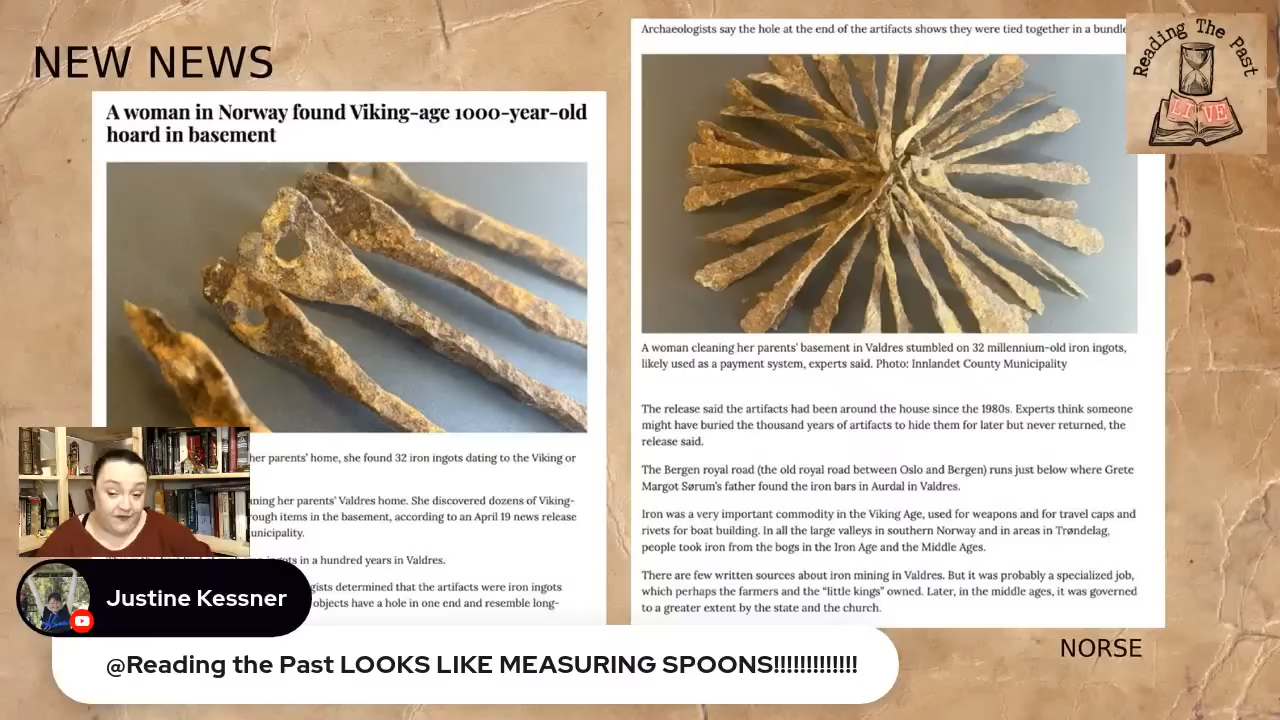 NEW NEWS
A woman in Norway found Viking-age 1000-year-old
hoard in basement
her parents' home, she found 32 iron ingots dating to the Viking or
ning her parents' Valdres home. She discovered dozens of Viking-
ough items in the basement, according to an April 19 news release
unicipality.
ingots in a hundred years in Valdres.
gists determined that the artifacts were iron ingots
objects have a hole in one end and resemble long-
Archaeologists say the hole at the end of the artifacts shows they were tied together in a bundle
A woman cleaning her parents' basement in Valdres stumbled on 32 millennium-old iron ingots,
likely used as a payment system, experts said. Photo: Innlandet County Municipality
The release said the artifacts had been around the house since the 1980s. Experts think someone
might have buried the thousand years of artifacts to hide them for later but never returned, the
release said.
The Bergen royal road (the old royal road between Oslo and Bergen) runs just below where Grete
Margot Sørum's father found the iron bars in Aurdal in Valdres.
Iron was a very important commodity in the Viking Age, used for weapons and for travel caps and
rivets for boat building. In all the large valleys in southern Norway and in areas in Trøndelag,
people took iron from the bogs in the Iron Age and the Middle Ages.
There are few written sources about iron mining in Valdres. But it was probably a specialized job,
which perhaps the farmers and the "little kings" owned. Later, in the middle ages, it was governed
to a greater extent by the state and the church.
Reading The Past
LIVE
NORSE
Justine Kessner
@Reading the Past LOOKS LIKE MEASURING SPOONS!!!!!!!!!!!!!